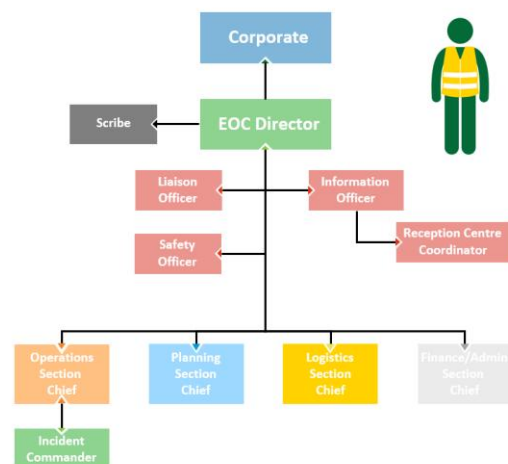 Corporate
Scribe
EOC Director
Liaison
Officer
Information
Officer
Safety
Officer
Reception Centre
Coordinator
Operations
Section
Chief
Planning
Section
Chief
Logistics
Section
Chief
Finance/Admin
Section
Chief
Incident
Commander